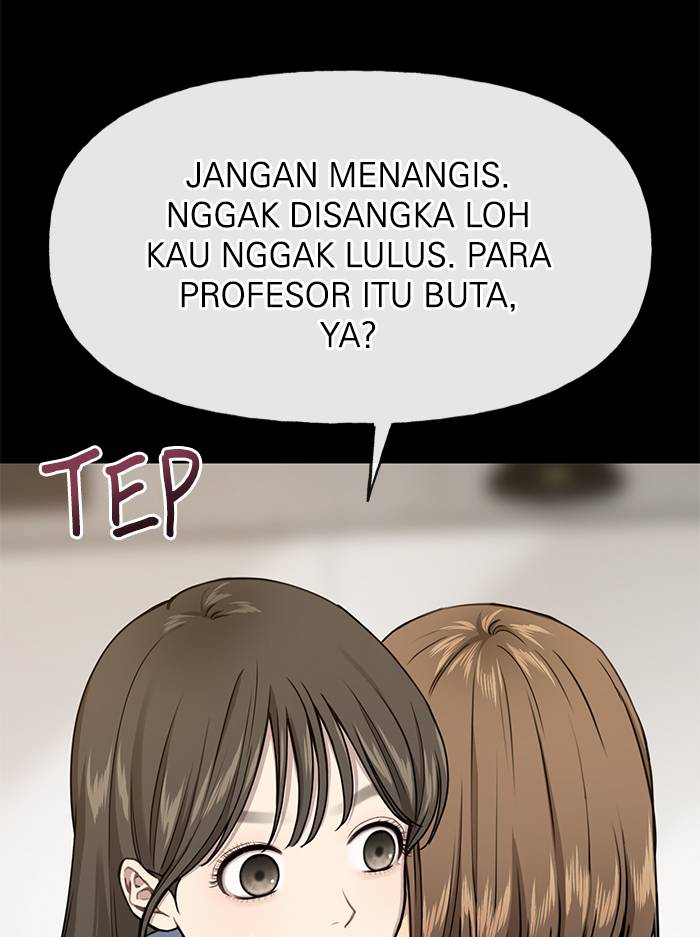 JANGAN MENANGIS.
NGGAK DISANGKA LOH
KAU NGGAK LULUS. PARA
PROFESOR ITU BUTA,
YA?
TEP